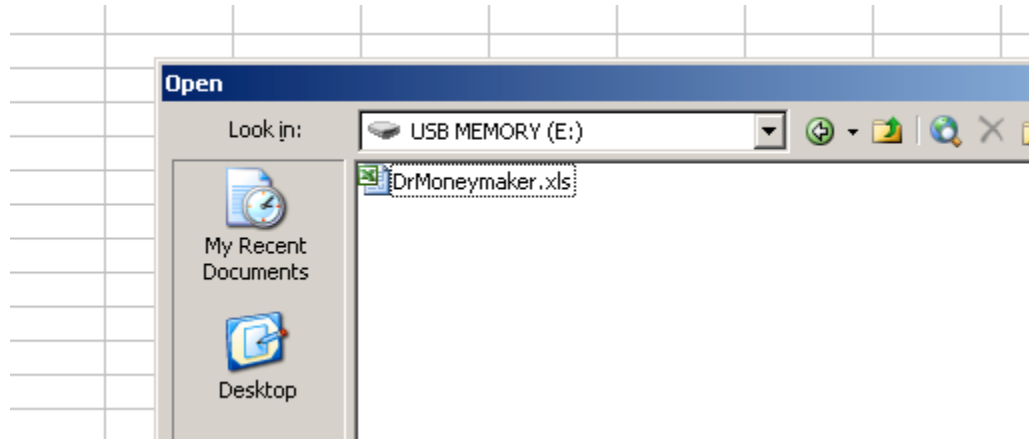 Open
Look in:
USB MEMORY (E:)
DrMoneymaker.xls
My Recent
Documents
Desktop